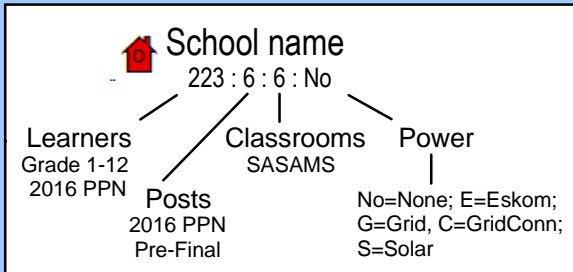 School name
O
223 : 6 : 6 : No
Learners
Grade 1-12
2016 PPN
Posts
2016 PPN
Pre-Final
Classrooms
SASAMS
Power
No=None; E=Eskom;
G=Grid, C=GridConn;
S=Solar